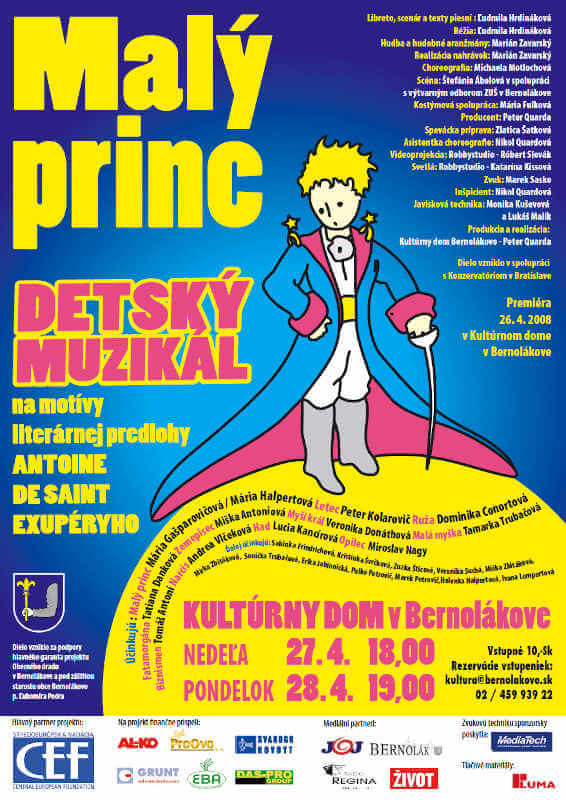 Malý
princ
Libreto, scenár a texty piesní : Ľudmila Hrdináková
Réžia: Ľudmila Hrdináková
Hudba a hudobné aranžmány: Marián Zavarský
Realizácia nahrávok: Marián Zavarský
Choreografia: Michaela Motlochová
Scéna: Štefánia Ábelová v spolupráci
s výtvarným odborom ZUŠ v Bernolákove
Kostýmová spolupráca: Mária Fulková
Producent: Peter Quarda
Spevácka príprava: Zlatica Šatková
Asistentka choreografie: Nikol Quardová
Videoprojekcia: Robbystudio - Róbert Slovák
Svetlá: Robbystudio - Katarína Kissová
Zvuk: Marek Sasko
Inšpicient: Nikol Quardová
Javisková technika: Monika Kuševová
a Lukáš Malík
Produkcia a realizácia:
Kultúrny dom Bernolákovo - Peter Quarda
Dielo vzniklo v spolupráci
s Konzervatóriom v Bratislave
Premiéra
26. 4. 2008
v Kultúrnom dome
v Bernolákove
DETSKÝ
MUZIKÁL
na motívy
literárnej predlohy
ANTOINE
DE SAINT
EXUPÉRYHO
Účinkujú : Malý princ Mária Gašparovičová / Mária Halpertová Letec Peter Kolarovič Ruža Dominika Conortová
Fatamorgána Tatiana Danková Zemepisec Miška Antoniová Myší kráľ Veronika Donáthová Malá myška Tamarka Trubačová
Biznismen Tomáš Antoni Narcis Andrea Vlceková Had Lucia Kancírová Opilec Miroslav Nagy
Ďalej účinkujú:
KULTÚRNY DOM v Bernolákove
NEDEĽA 27. 4. 18,00
PONDELOK 28. 4. 19,00
Vstupné 10,-Sk
Rezervácie vstupeniek:
kultura@bernolakovo.sk
02 / 459 939 22
Dielo vzniklo za podpory
hlavného garanta projektu
Obecného úradu
v Bernolákove a pod záštitou
starostu obce Bernolákovo
p. Ľubomíra Poóra
Hlavný partner projektu:
STREDOEURÓPSKA NADÁCIA
CEF
CENTRAL EUROPEAN FOUNDATION
Na projekt finančne prispeli:
AL-KO
ProOvo
KVARDOS
NOVOTT
GRUNT
EBA
DAS-PRO
GROUP
Mediálni partneri:
JOJ
BERNOLÁK
RÁDIO
REGINA
ŽIVOT
Zvukovú techniku sponzorsky
poskytla:
MediaTech
Tlačové materiály:
LUMA